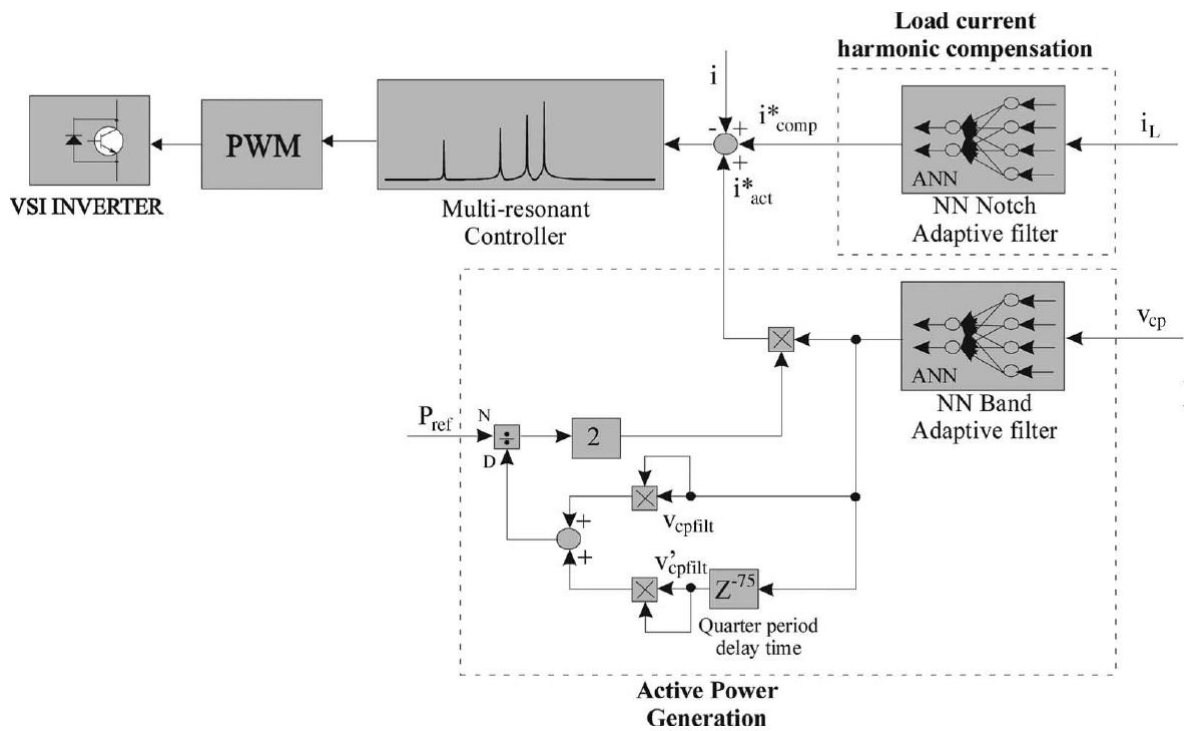 Load current
harmonic compensation
i
- +
i*comp
+
i*act
iL
PWM
ANN
VSI INVERTER
Multi-resonant
Controller
NN Notch
Adaptive filter
vcp
ANN
NN Band
Adaptive filter
Pref
N
÷
D
2
vcpfilt
+
+
v'cpfilt
Z-75
Quarter period
delay time
Active Power
Generation